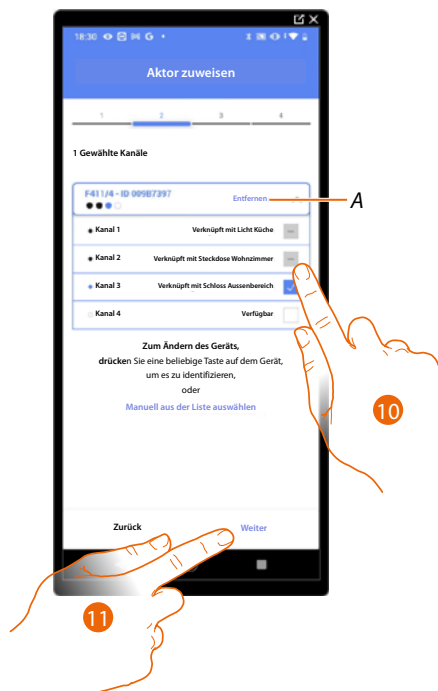 18:30
Aktor zuweisen
1 2 3 4
1 Gewählte Kanäle
F411/4 - ID 009B7397 Entfernen
A
Kanal 1 Verknüpft mit Licht Küche
Kanal 2 Verknüpft mit Steckdose Wohnzimmer
Kanal 3 Verknüpft mit Schloss Aussenbereich
Kanal 4 Verfügbar
Zum Ändern des Geräts,
drücken Sie eine beliebige Taste auf dem Gerät,
um es zu identifizieren,
oder
Manuell aus der Liste auswählen
10
Zurück Weiter
11